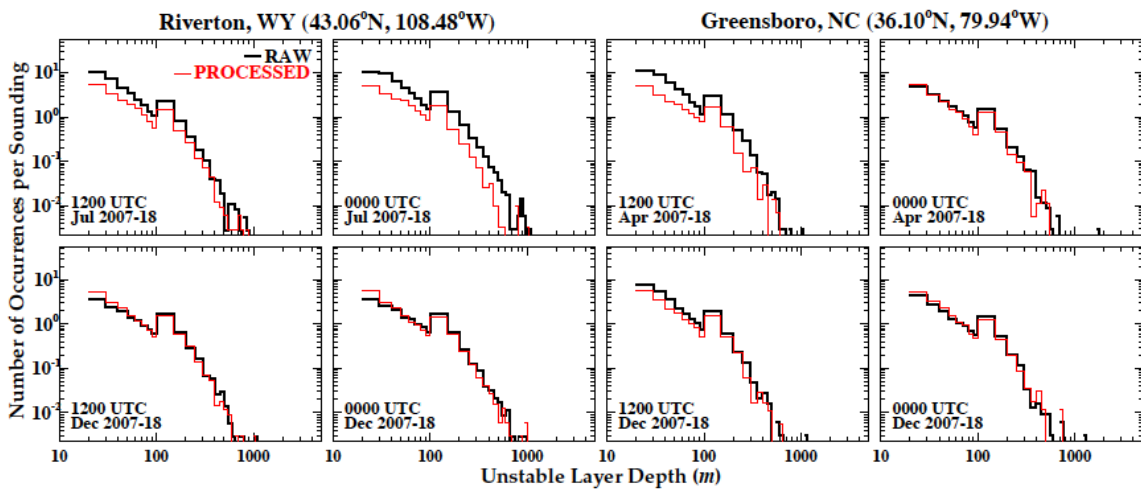 Riverton, WY (43.06°N, 108.48°W)
Greensboro, NC (36.10°N, 79.94°W)
RAW
PROCESSED
10¹
10⁰
10⁻¹
10⁻²
1200 UTC
Jul 2007-18
0000 UTC
Jul 2007-18
1200 UTC
Apr 2007-18
0000 UTC
Apr 2007-18
10¹
10⁰
10⁻¹
10⁻²
1200 UTC
Dec 2007-18
0000 UTC
Dec 2007-18
1200 UTC
Dec 2007-18
0000 UTC
Dec 2007-18
10 100 1000 10 100 1000 10 100 1000 10 100 1000
Number of Occurrences per Sounding
Unstable Layer Depth (m)